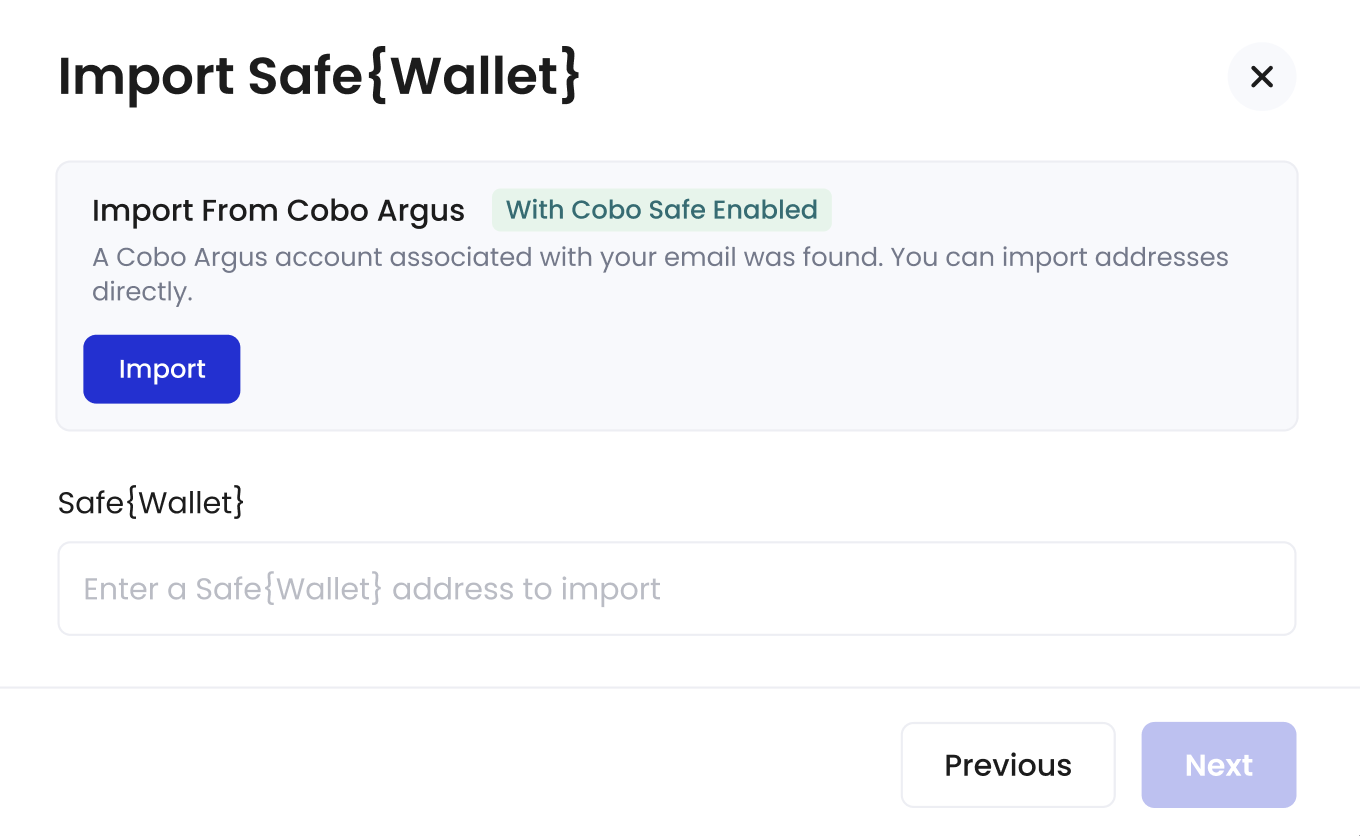 Import Safe{Wallet}
Import From Cobo Argus With Cobo Safe Enabled
A Cobo Argus account associated with your email was found. You can import addresses
directly.
Import
Safe{Wallet}
Enter a Safe{Wallet} address to import
Previous Next